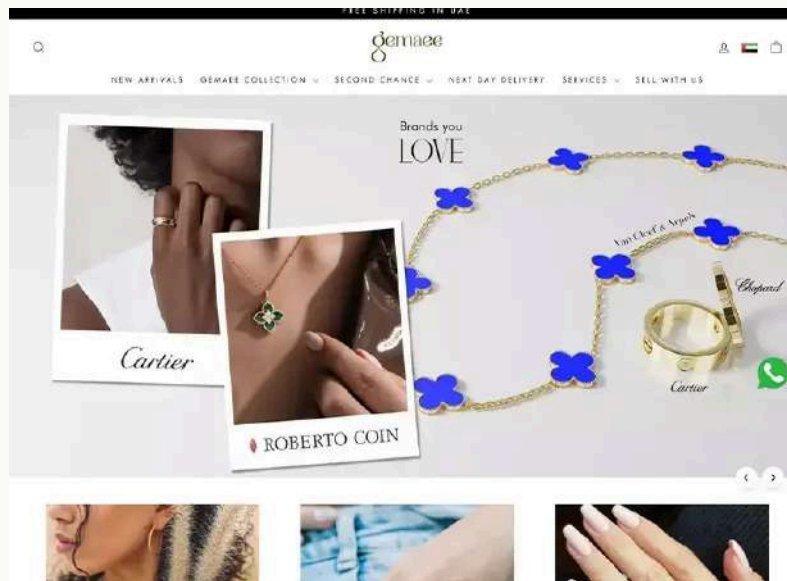 FREE SHIPPING IN UAE
gemaee
NEW ARRIVALS GEMAEE COLLECTION SECOND CHANCE NEXT DAY DELIVERY SERVICES SELL WITH US
Brands you
LOVE
Van Cleef & Arpels
Chopard
Cartier
Cartier
ROBERTO COIN